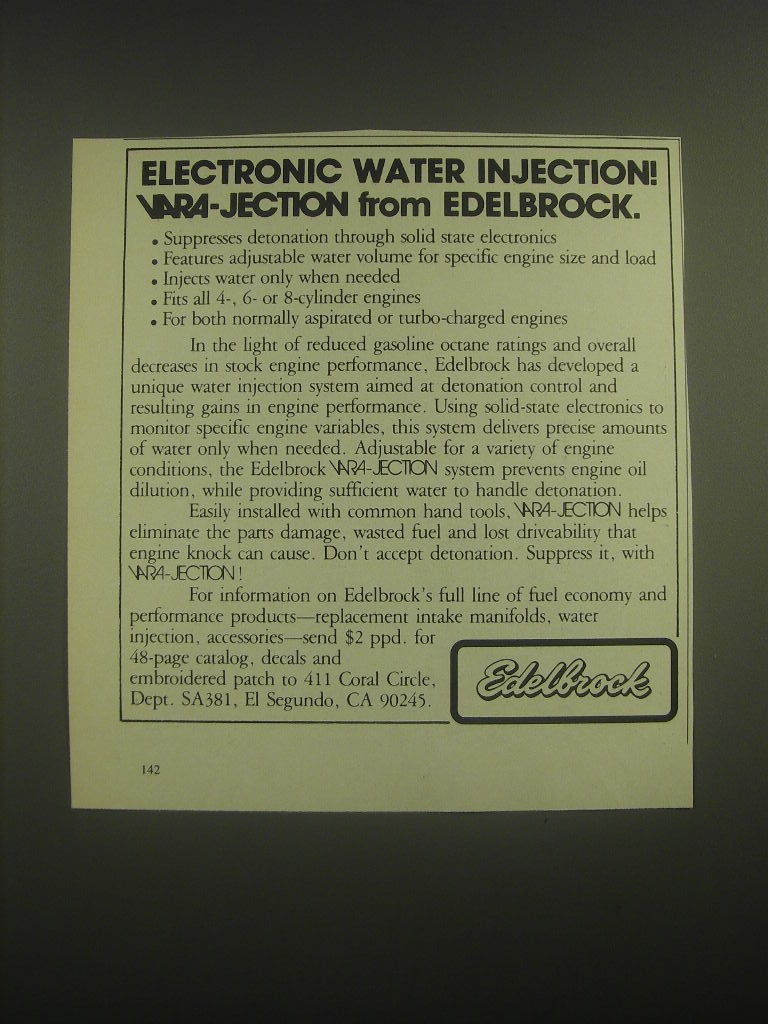 ELECTRONIC WATER INJECTION!
VARA-JECTION from EDELBROCK.
• Suppresses detonation through solid state electronics
• Features adjustable water volume for specific engine size and load
• Injects water only when needed
• Fits all 4-, 6- or 8-cylinder engines
• For both normally aspirated or turbo-charged engines
In the light of reduced gasoline octane ratings and overall
decreases in stock engine performance, Edelbrock has developed a
unique water injection system aimed at detonation control and
resulting gains in engine performance. Using solid-state electronics to
monitor specific engine variables, this system delivers precise amounts
of water only when needed. Adjustable for a variety of engine
conditions, the Edelbrock VARA-JECTION system prevents engine oil
dilution, while providing sufficient water to handle detonation.
Easily installed with common hand tools, VARA-JECTION helps
eliminate the parts damage, wasted fuel and lost driveability that
engine knock can cause. Don't accept detonation. Suppress it, with
VARA-JECTION!
For information on Edelbrock's full line of fuel economy and
performance products—replacement intake manifolds, water
injection, accessories—send $2 ppd. for
48-page catalog, decals and
embroidered patch to 411 Coral Circle,
Dept. SA381, El Segundo, CA 90245.
Edelbrock
142